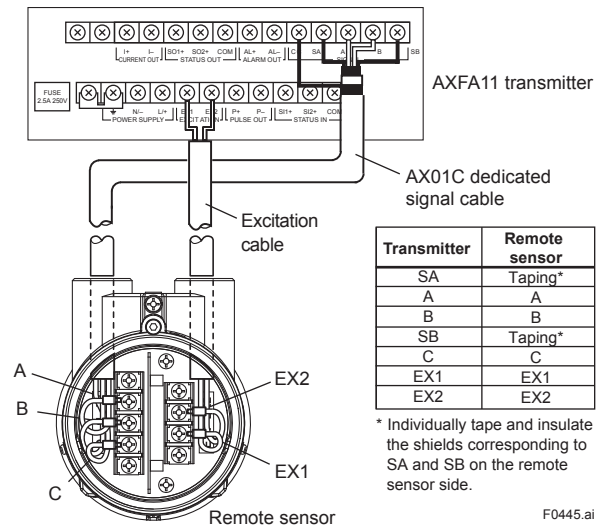 I+ I– SO1+ SO2+ COM AL+ AL– C SA A B SB
CURRENT OUT STATUS OUT ALARM OUT
FUSE
2.5A 250V
N/– L/+ EX1 EX2 P+ P– SI1+ SI2+ COM
POWER SUPPLY EXCITATION PULSE OUT STATUS IN
AXFA11 transmitter
AX01C dedicated
signal cable
Excitation
cable
Transmitter Remote sensor
SA Taping*
A A
B B
SB Taping*
C C
EX1 EX1
EX2 EX2
* Individually tape and insulate
the shields corresponding to
SA and SB on the remote
sensor side.
A
B
C
EX2
EX1
Remote sensor
F0445.ai